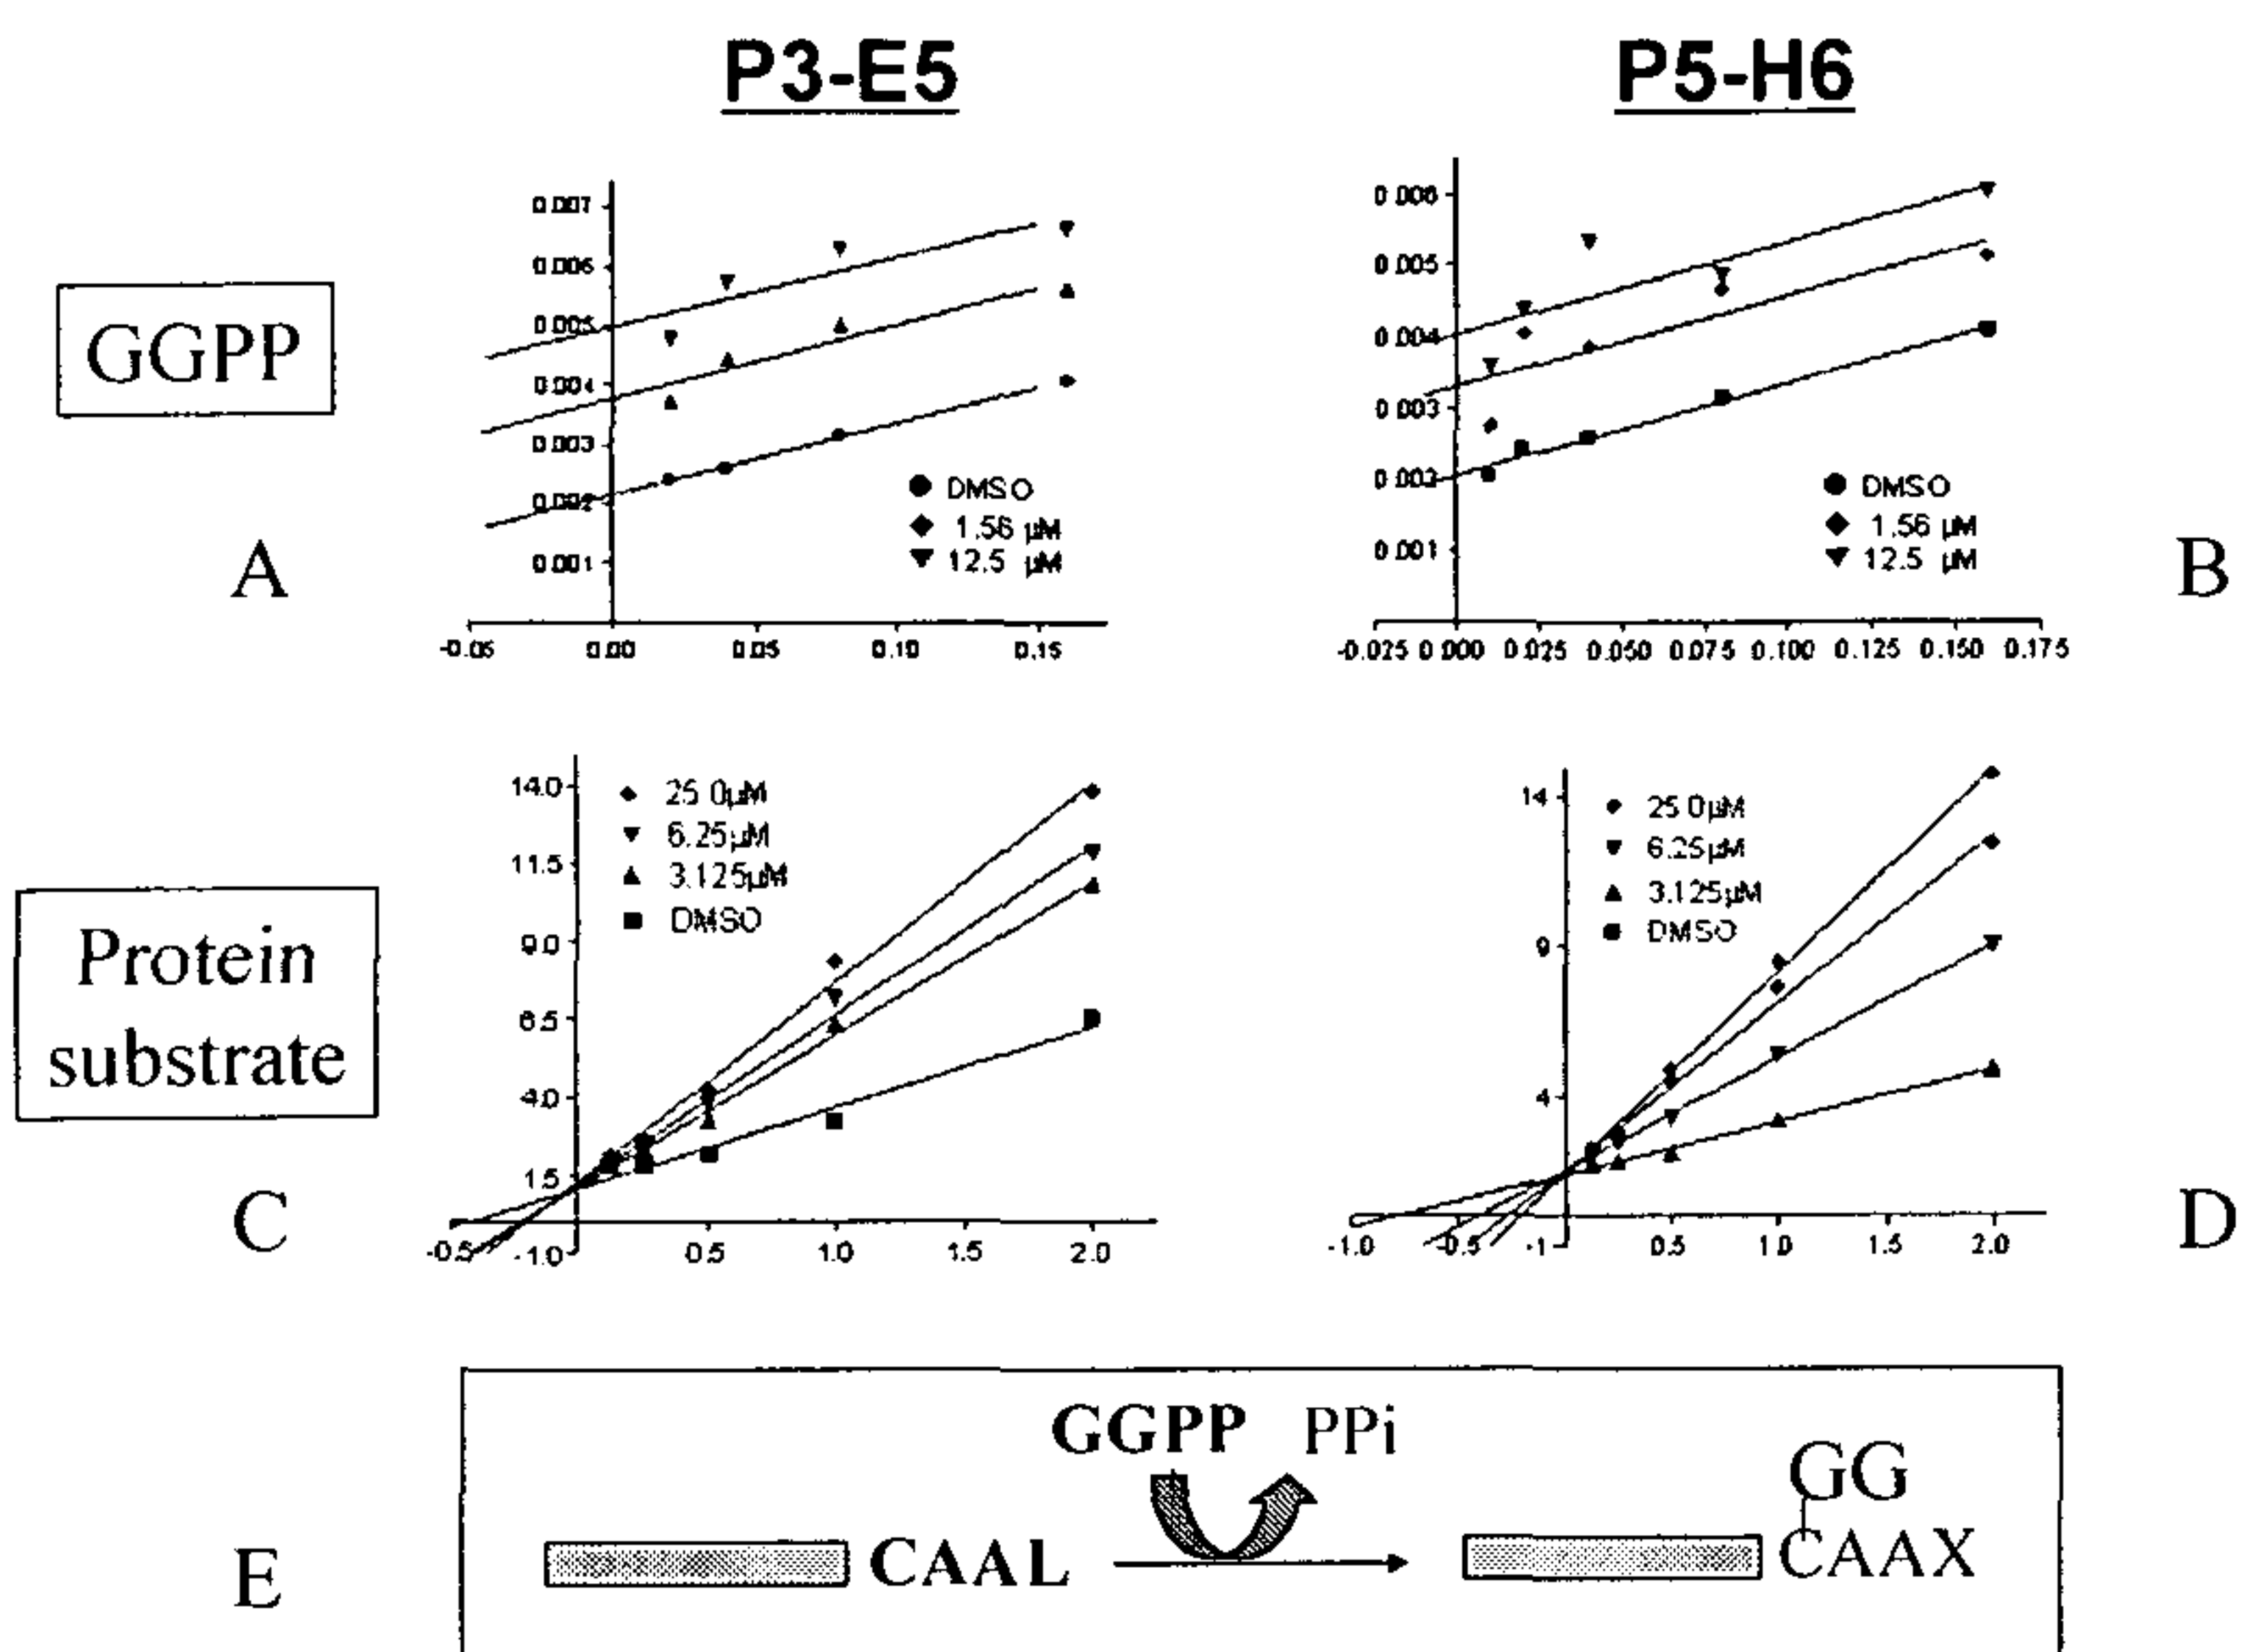 P3-E5
P5-H6
GGPP
0.007
0.006
0.005
0.004
0.003
0.002
0.001
DMSO
1.56 µM
12.5 µM
-0.05 0.00 0.05 0.10 0.15
A
0.006
0.005
0.004
0.003
0.002
0.001
DMSO
1.56 µM
12.5 µM
-0.025 0.000 0.025 0.050 0.075 0.100 0.125 0.150 0.175
B
Protein
substrate
14.0
11.5
9.0
6.5
4.0
1.5
-1.0
25.0µM
6.25µM
3.125µM
DMSO
-0.5 0.5 1.0 1.5 2.0
C
14
9
4
-1
25.0µM
6.25µM
3.125µM
DMSO
-1.0 -0.5 0.5 1.0 1.5 2.0
D
E
GGPP PPi
CAAL
GG
CAAX